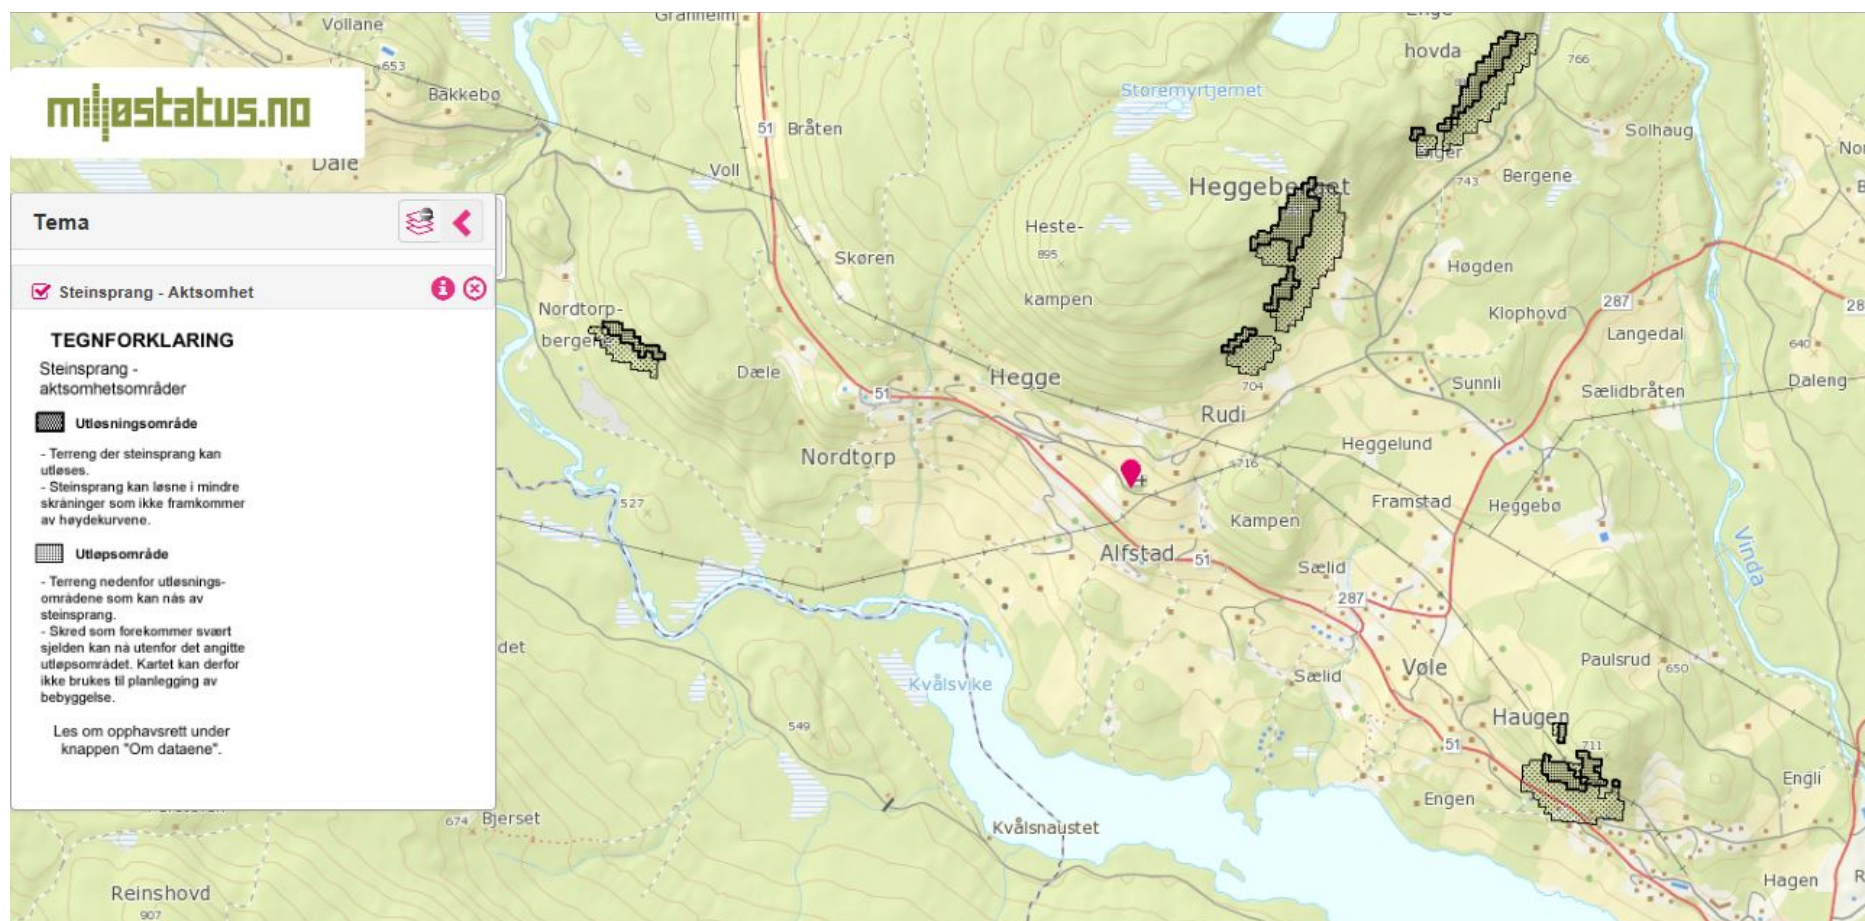 Vollane
Granheim
hovda
766
653
miljøstatus.no
Bakkebø
Storemyrtjernet
51
Bråten
Solhaug
Dale
Voll
Enger
743
Bergene
Heggeberget
Tema
Heste-
895
Skøren
Høgden
Steinsprang - Aktsomhet
kampen
287
Nordtorp-
Klophovd
Langedal
TEGNFORKLARING
bergene
640
Steinsprang -
aktsomhetsområder
Dæle
Hegge
704
Sunnli
Sælidbråten
Daleng
51
Utløsningsområde
Rudi
Heggelund
- Terreng der steinsprang kan
utløses.
- Steinsprang kan løsne i mindre
skråninger som ikke framkommer
av høydekurvene.
Nordtorp
716
527
Framstad
Heggebø
Kampen
Utløpsområde
Alfstad
51
Sælid
Vinda
- Terreng nedenfor utløsnings-
områdene som kan nås av
steinsprang.
- Skred som forekommer svært
sjelden kan nå utenfor det angitte
utløpsområdet. Kartet kan derfor
ikke brukes til planlegging av
bebyggelse.
287
det
Kvålsvike
Sælid
Vøle
Paulsrud
650
Les om opphavsrett under
knappen "Om dataene".
549
Haugen
51
711
Engli
674
Bjerset
Kvålsnaustet
Engen
Reinshovd
907
Hagen